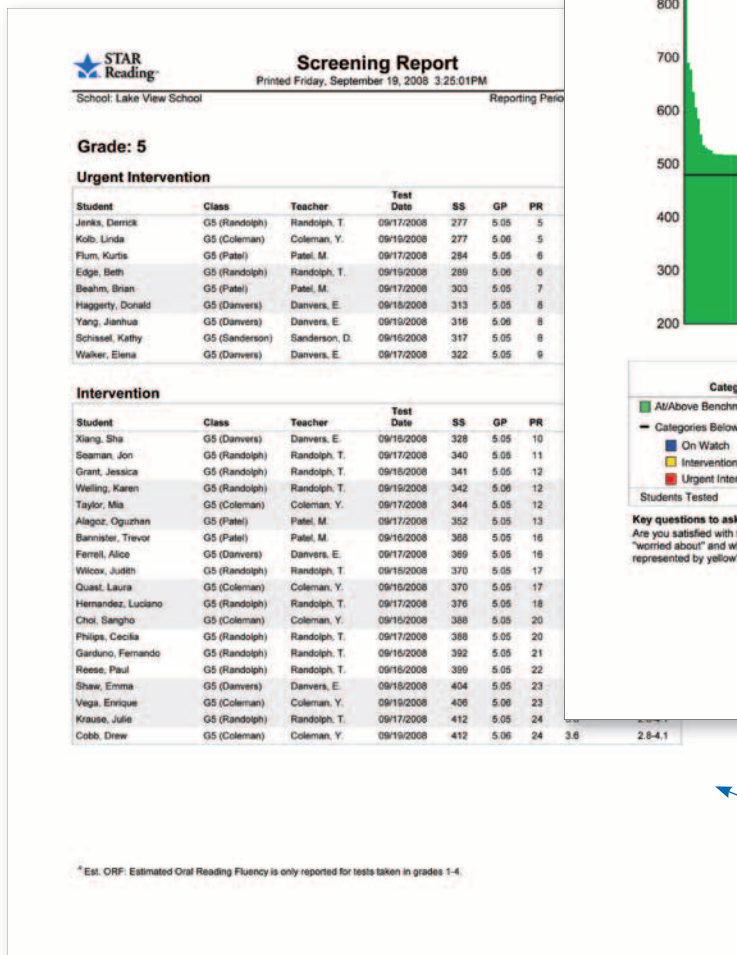 STAR
Reading
Screening Report
Printed Friday, September 19, 2008 3:25:01PM
School: Lake View School Reporting Perio
Grade: 5
Urgent Intervention
Student Class Teacher Test Date SS GP PR
Jenks, Derrick G5 (Randolph) Randolph, T. 09/17/2008 277 5.05 5
Kolb, Linda G5 (Coleman) Coleman, Y. 09/19/2008 277 5.06 5
Flum, Kurtis G5 (Patel) Patel, M. 09/17/2008 284 5.05 6
Edge, Beth G5 (Randolph) Randolph, T. 09/19/2008 289 5.06 6
Beahm, Brian G5 (Patel) Patel, M. 09/17/2008 303 5.05 7
Haggerty, Donald G5 (Danvers) Danvers, E. 09/18/2008 313 5.05 8
Yang, Jianhua G5 (Danvers) Danvers, E. 09/19/2008 316 5.06 8
Schissel, Kathy G5 (Sanderson) Sanderson, D. 09/16/2008 317 5.05 8
Walker, Elena G5 (Danvers) Danvers, E. 09/17/2008 322 5.05 9
Intervention
Student Class Teacher Test Date SS GP PR
Xiang, Sha G5 (Danvers) Danvers, E. 09/16/2008 328 5.05 10
Seaman, Jon G5 (Randolph) Randolph, T. 09/17/2008 340 5.05 11
Grant, Jessica G5 (Randolph) Randolph, T. 09/18/2008 341 5.05 12
Welling, Karen G5 (Randolph) Randolph, T. 09/19/2008 342 5.06 12
Taylor, Mia G5 (Coleman) Coleman, Y. 09/17/2008 344 5.05 12
Alagoz, Oguzhan G5 (Patel) Patel, M. 09/17/2008 352 5.05 13
Bannister, Trevor G5 (Patel) Patel, M. 09/16/2008 368 5.05 16
Ferrell, Alice G5 (Danvers) Danvers, E. 09/17/2008 369 5.05 16
Wilcox, Judith G5 (Randolph) Randolph, T. 09/18/2008 370 5.05 17
Quast, Laura G5 (Coleman) Coleman, Y. 09/16/2008 370 5.05 17
Hernandez, Luciano G5 (Randolph) Randolph, T. 09/17/2008 376 5.05 18
Choi, Sangho G5 (Coleman) Coleman, Y. 09/16/2008 388 5.05 20
Philips, Cecilia G5 (Randolph) Randolph, T. 09/17/2008 388 5.05 20
Garduno, Fernando G5 (Randolph) Randolph, T. 09/16/2008 392 5.05 21
Reese, Paul G5 (Randolph) Randolph, T. 09/16/2008 399 5.05 22
Shaw, Emma G5 (Danvers) Danvers, E. 09/18/2008 404 5.05 23
Vega, Enrique G5 (Coleman) Coleman, Y. 09/19/2008 406 5.06 23
Krause, Julie G5 (Randolph) Randolph, T. 09/17/2008 412 5.05 24
Cobb, Drew G5 (Coleman) Coleman, Y. 09/19/2008 412 5.06 24 3.6 2.8-4.1
Est. ORF: Estimated Oral Reading Fluency is only reported for tests taken in grades 1-4.
800
700
600
500
400
300
200
Categ
At/Above Benchm
Categories Below
On Watch
Intervention
Urgent Inter
Students Tested
Key questions to ask
Are you satisfied with
"worried about" and wh
represented by yellow